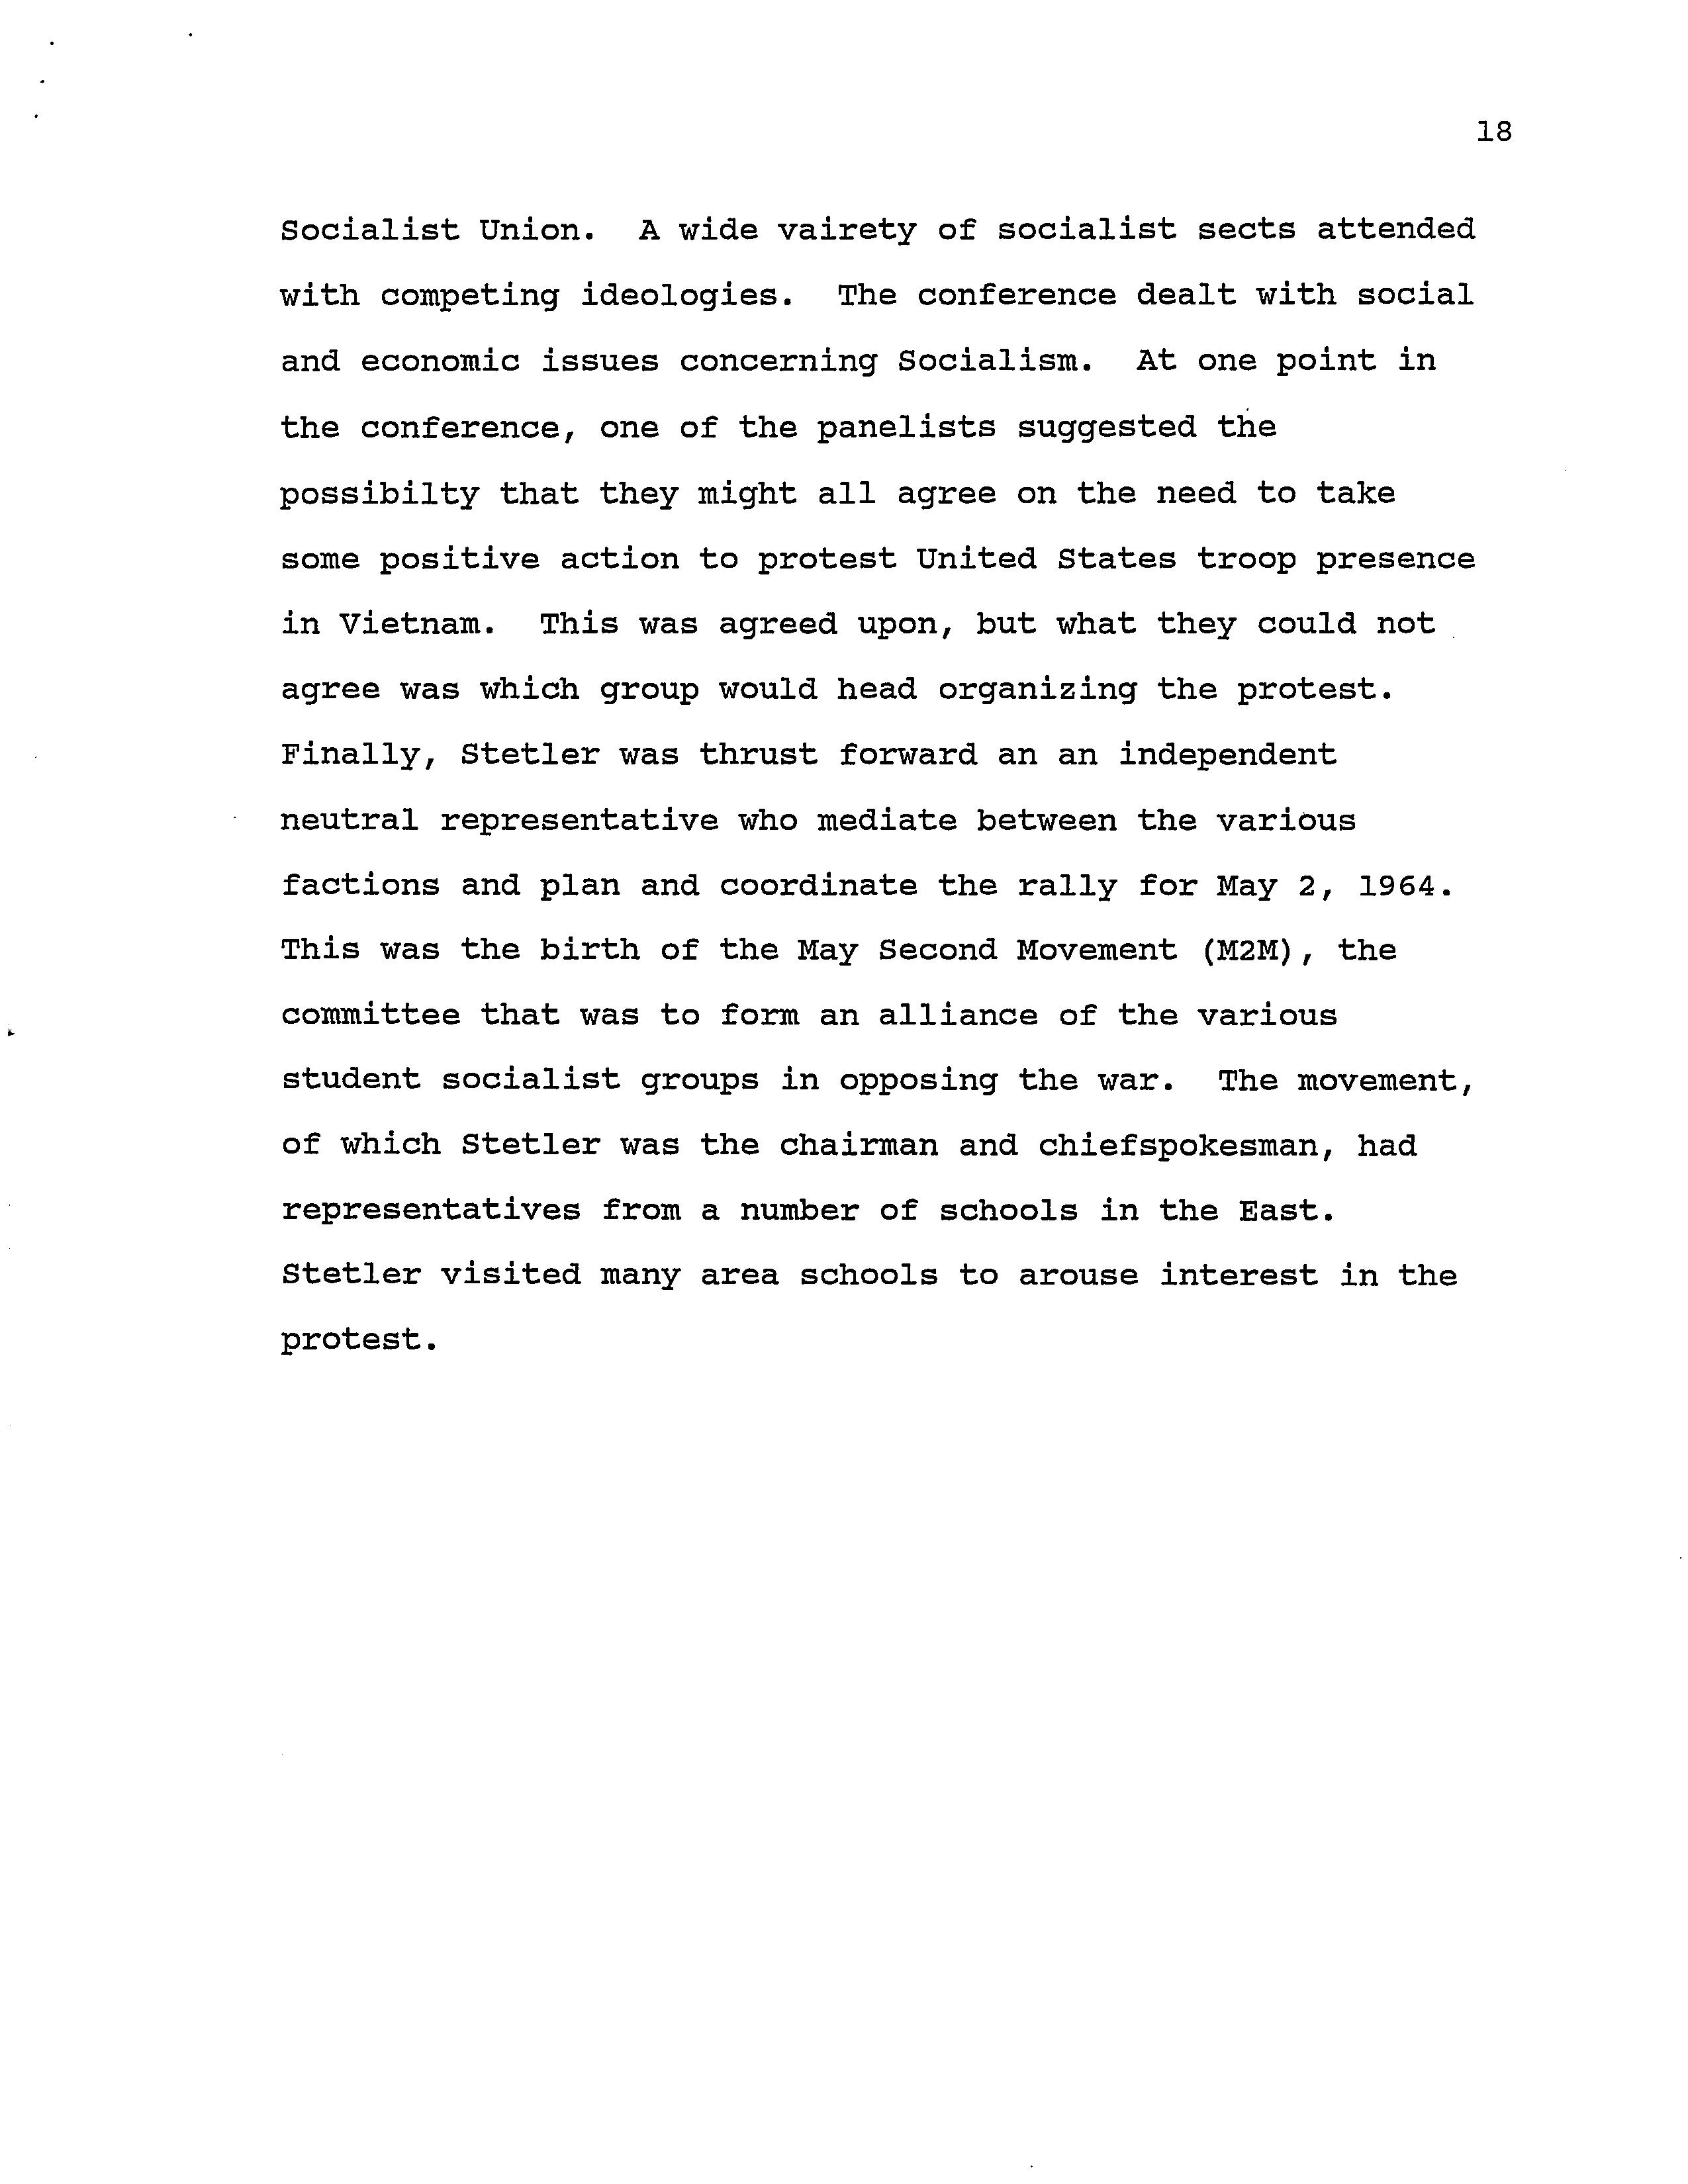 18
Socialist Union.  A wide vairety of socialist sects attended
with competing ideologies.  The conference dealt with social
and economic issues concerning Socialism.  At one point in
the conference, one of the panelists suggested the
possibilty that they might all agree on the need to take
some positive action to protest United States troop presence
in Vietnam.  This was agreed upon, but what they could not
agree was which group would head organizing the protest.
Finally, Stetler was thrust forward an an independent
neutral representative who mediate between the various
factions and plan and coordinate the rally for May 2, 1964.
This was the birth of the May Second Movement (M2M), the
committee that was to form an alliance of the various
student socialist groups in opposing the war.  The movement,
of which Stetler was the chairman and chiefspokesman, had
representatives from a number of schools in the East.
Stetler visited many area schools to arouse interest in the
protest.